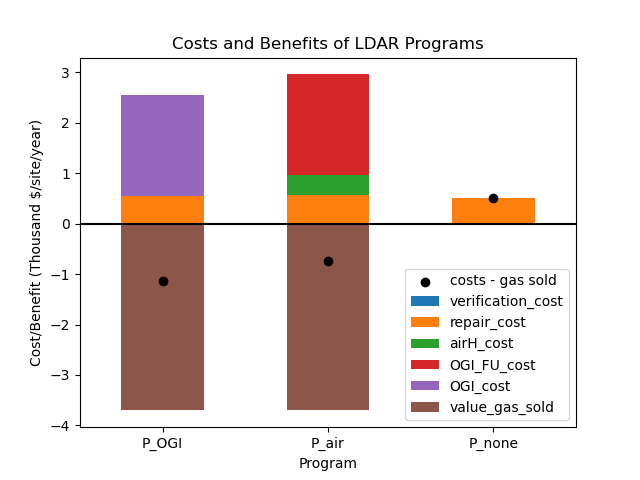 Costs and Benefits of LDAR Programs
Cost/Benefit (Thousand $/site/year)
3
2
1
0
−1
−2
−3
−4
costs - gas sold
verification_cost
repair_cost
airH_cost
OGI_FU_cost
OGI_cost
value_gas_sold
P_OGI
P_air
P_none
Program